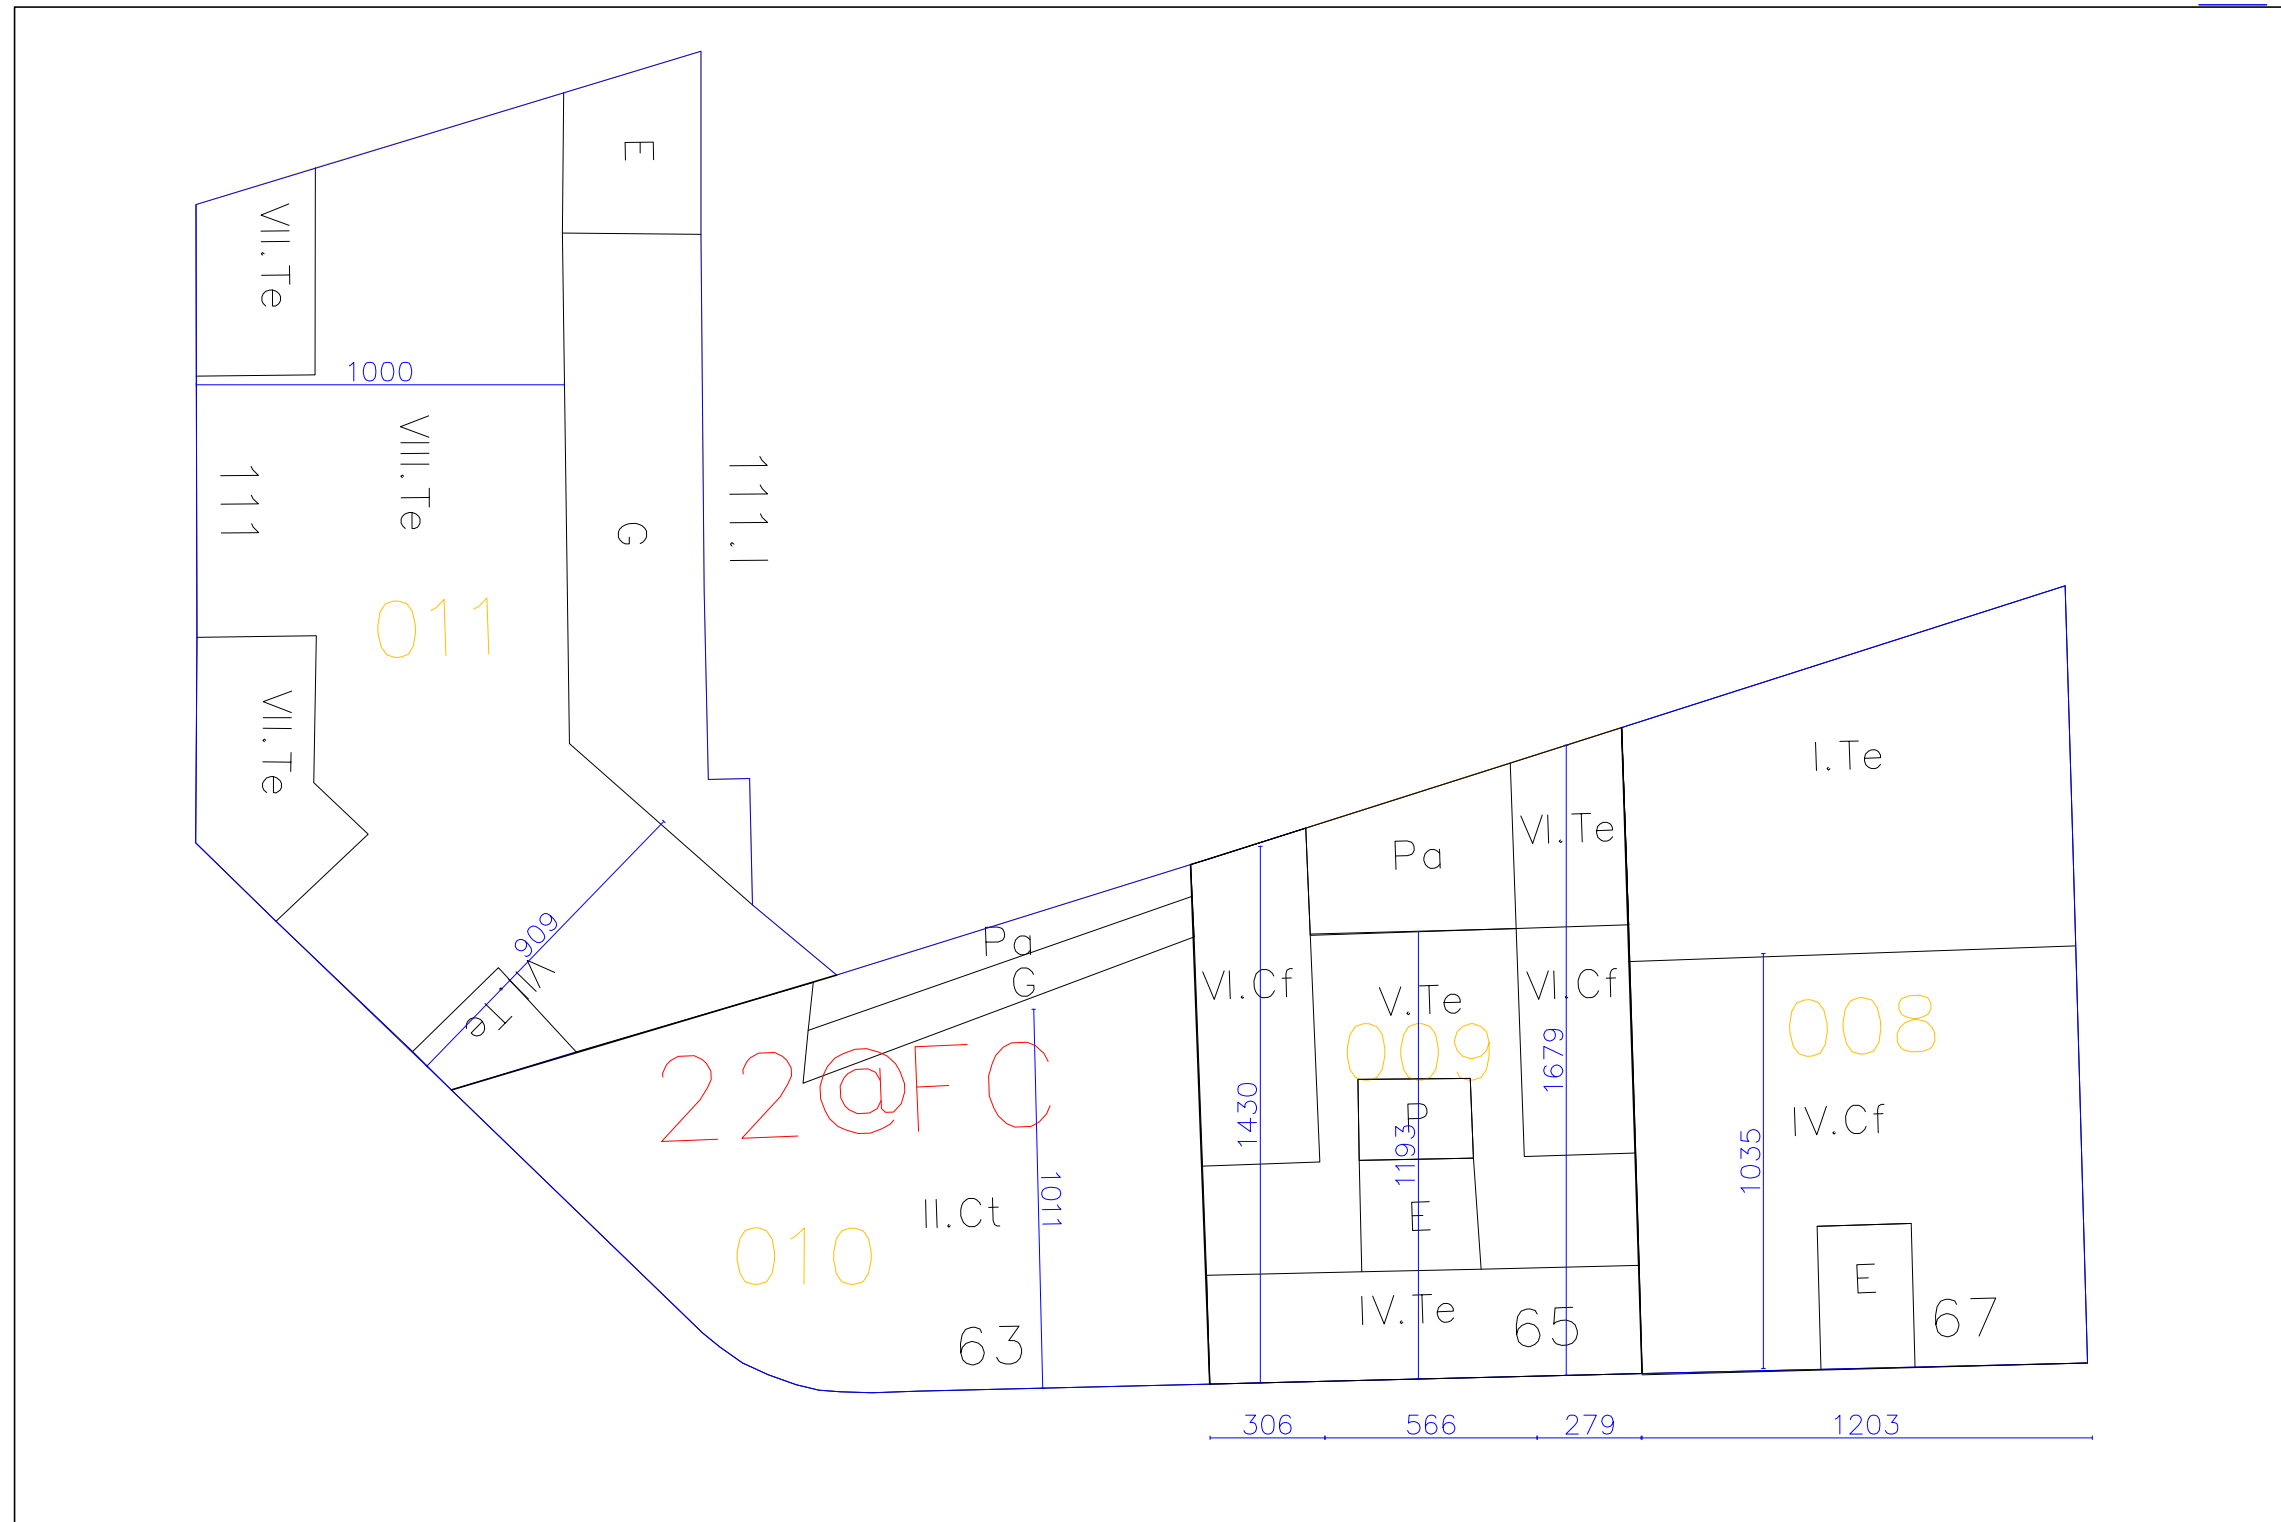 E
VII.Te
1000
VIII.Te
111
G
111.I
011
VII.Te
I.Te
VI.Te
Pa
909
VI.Te
Pa
G
VI.Cf
V.Te
VI.Cf
008
009
22@FC
1430
P
1193
1679
IV.Cf
1035
1011
II.Ct
E
010
E
IV.Te
65
67
63
306
566
279
1203